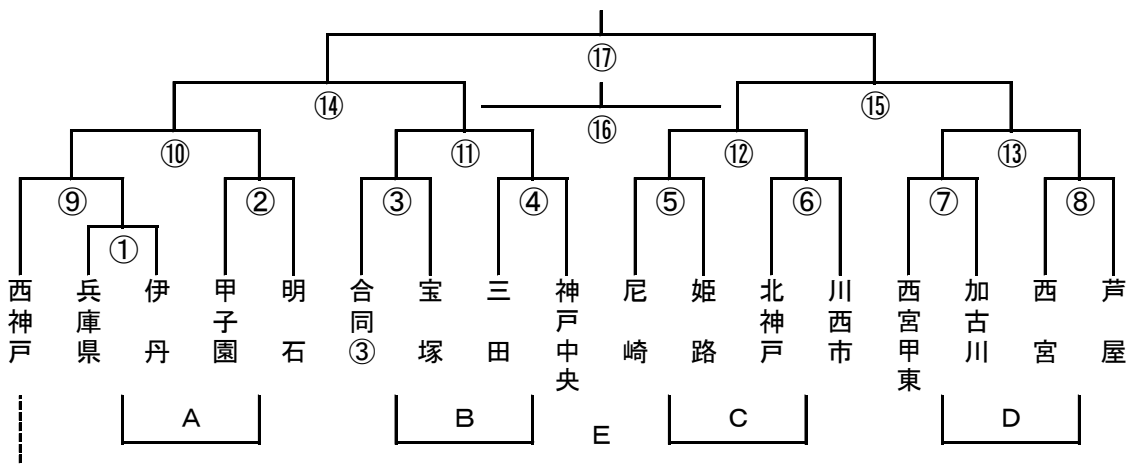 ⑰
⑭ ⑮
⑯
⑩ ⑪ ⑫ ⑬
⑨ ② ③ ④ ⑤ ⑥ ⑦ ⑧
①
西神戸
兵庫県
伊丹
甲子園
明石
合同③
宝塚
三田
神戸中央
尼崎
姫路
北神戸
川西市
西宮甲東
加古川
西宮
芦屋
A B C D
E